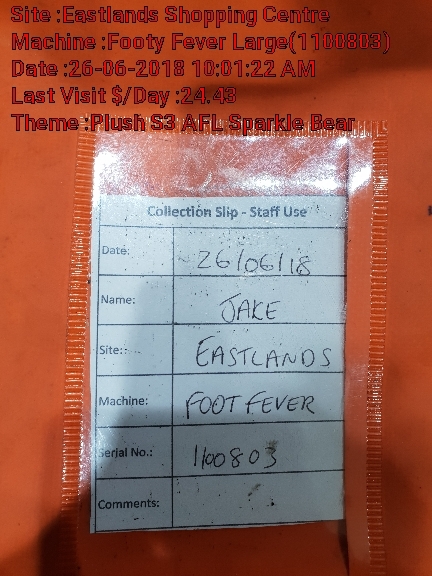 Site :Eastlands Shopping Centre
Machine :Footy Fever Large(1100803)
Date :26-06-2018 10:01:22 AM
Last Visit $/Day :24.43
Theme :Plush S3 AFL Sparkle Bear
Collection Slip - Staff Use
Date: 26/06/18
Name: JAKE
Site: EASTLANDS
Machine: FOOT FEVER
Serial No.: 1100803
Comments: